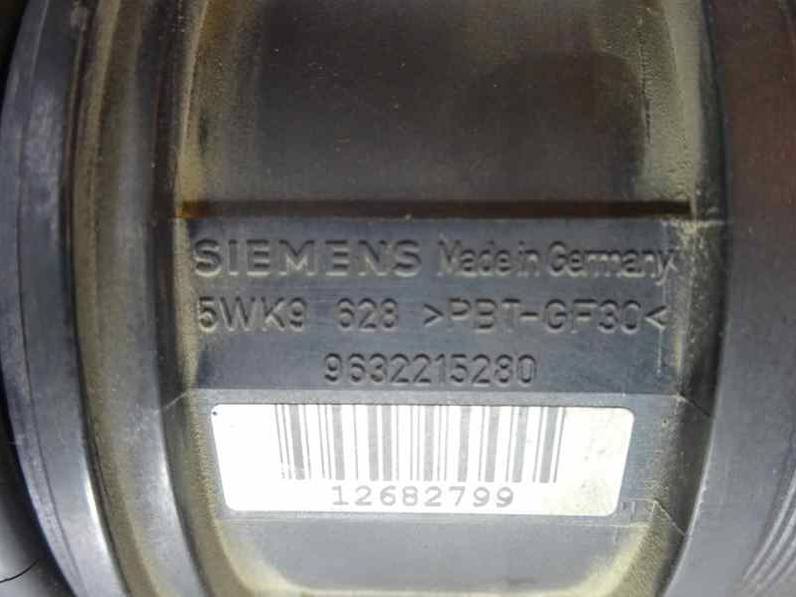 SIEMENS Made in Germany
5WK9 628 >PBT-GF30<
9632215280
12682799